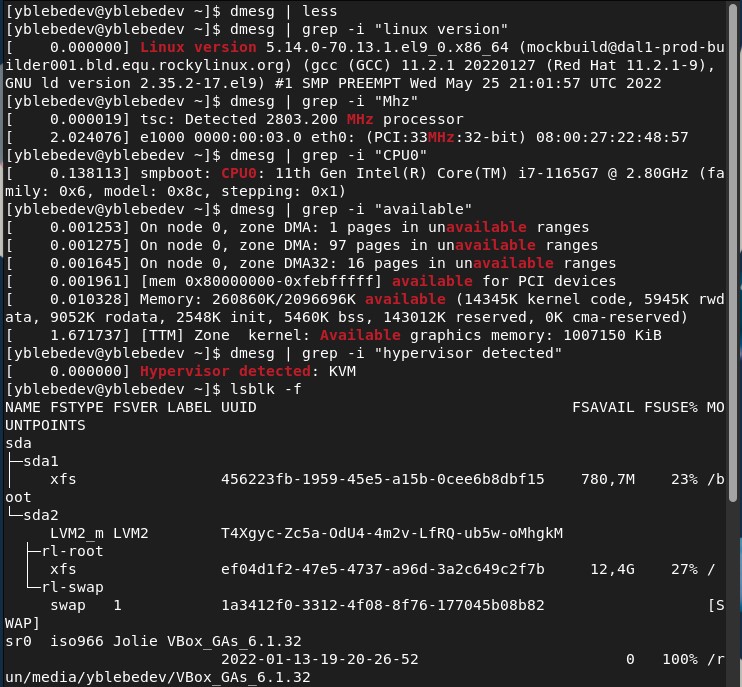 [yblebedev@yblebedev ~]$ dmesg | less
[yblebedev@yblebedev ~]$ dmesg | grep -i "linux version"
[    0.000000] Linux version 5.14.0-70.13.1.el9_0.x86_64 (mockbuild@dal1-prod-bu
ilder001.bld.equ.rockylinux.org) (gcc (GCC) 11.2.1 20220127 (Red Hat 11.2.1-9),
GNU ld version 2.35.2-17.el9) #1 SMP PREEMPT Wed May 25 21:01:57 UTC 2022
[yblebedev@yblebedev ~]$ dmesg | grep -i "Mhz"
[    0.000019] tsc: Detected 2803.200 MHz processor
[    2.024076] e1000 0000:00:03.0 eth0: (PCI:33MHz:32-bit) 08:00:27:22:48:57
[yblebedev@yblebedev ~]$ dmesg | grep -i "CPU0"
[    0.138113] smpboot: CPU0: 11th Gen Intel(R) Core(TM) i7-1165G7 @ 2.80GHz (fa
mily: 0x6, model: 0x8c, stepping: 0x1)
[yblebedev@yblebedev ~]$ dmesg | grep -i "available"
[    0.001253] On node 0, zone DMA: 1 pages in unavailable ranges
[    0.001275] On node 0, zone DMA: 97 pages in unavailable ranges
[    0.001645] On node 0, zone DMA32: 16 pages in unavailable ranges
[    0.001961] [mem 0x80000000-0xfebfffff] available for PCI devices
[    0.010328] Memory: 260860K/2096696K available (14345K kernel code, 5945K rwd
ata, 9052K rodata, 2548K init, 5460K bss, 143012K reserved, 0K cma-reserved)
[    1.671737] [TTM] Zone  kernel: Available graphics memory: 1007150 KiB
[yblebedev@yblebedev ~]$ dmesg | grep -i "hypervisor detected"
[    0.000000] Hypervisor detected: KVM
[yblebedev@yblebedev ~]$ lsblk -f
NAME FSTYPE FSVER LABEL UUID                                   FSAVAIL FSUSE% MO
UNTPOINTS
sda
├─sda1
│    xfs                456223fb-1959-45e5-a15b-0cee6b8dbf15    780,7M    23% /b
oot
└─sda2
     LVM2_m LVM2        T4Xgyc-Zc5a-OdU4-4m2v-LfRQ-ub5w-oMhgkM
  ├─rl-root
  │  xfs                ef04d1f2-47e5-4737-a96d-3a2c649c2f7b     12,4G    27% /
  └─rl-swap
     swap   1           1a3412f0-3312-4f08-8f76-177045b08b82                  [S
WAP]
sr0  iso966 Jolie VBox_GAs_6.1.32
                        2022-01-13-19-20-26-52                       0   100% /r
un/media/yblebedev/VBox_GAs_6.1.32